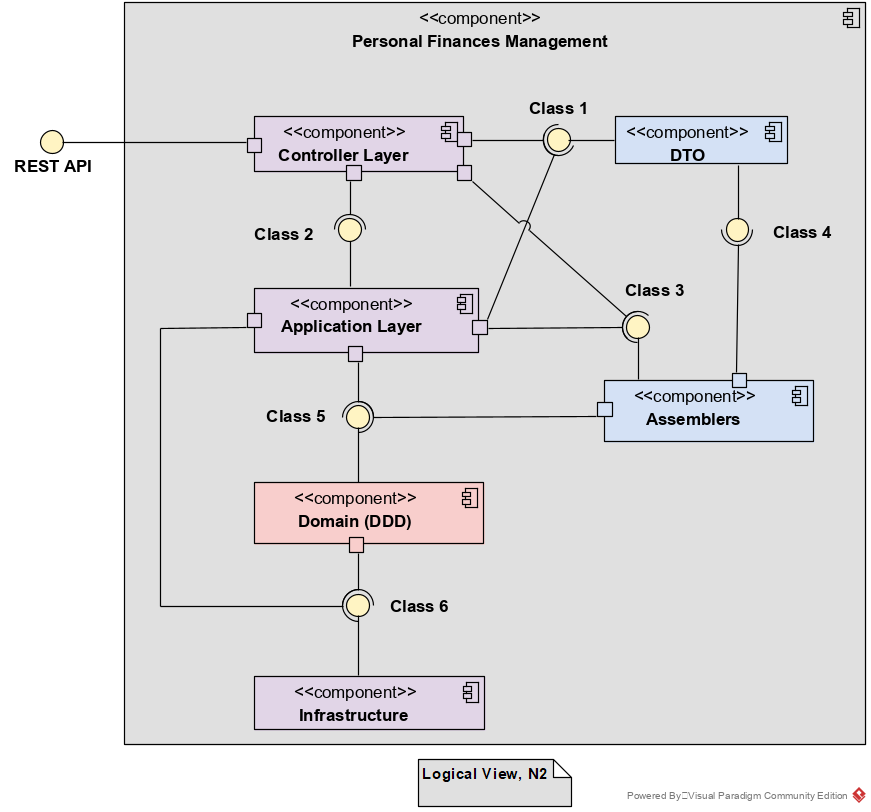 <<component>>
Personal Finances Management
Class 1
<<component>>
Controller Layer
<<component>>
DTO
REST API
Class 2
Class 4
Class 3
<<component>>
Application Layer
<<component>>
Assemblers
Class 5
<<component>>
Domain (DDD)
Class 6
<<component>>
Infrastructure
Logical View, N2
Powered By Visual Paradigm Community Edition